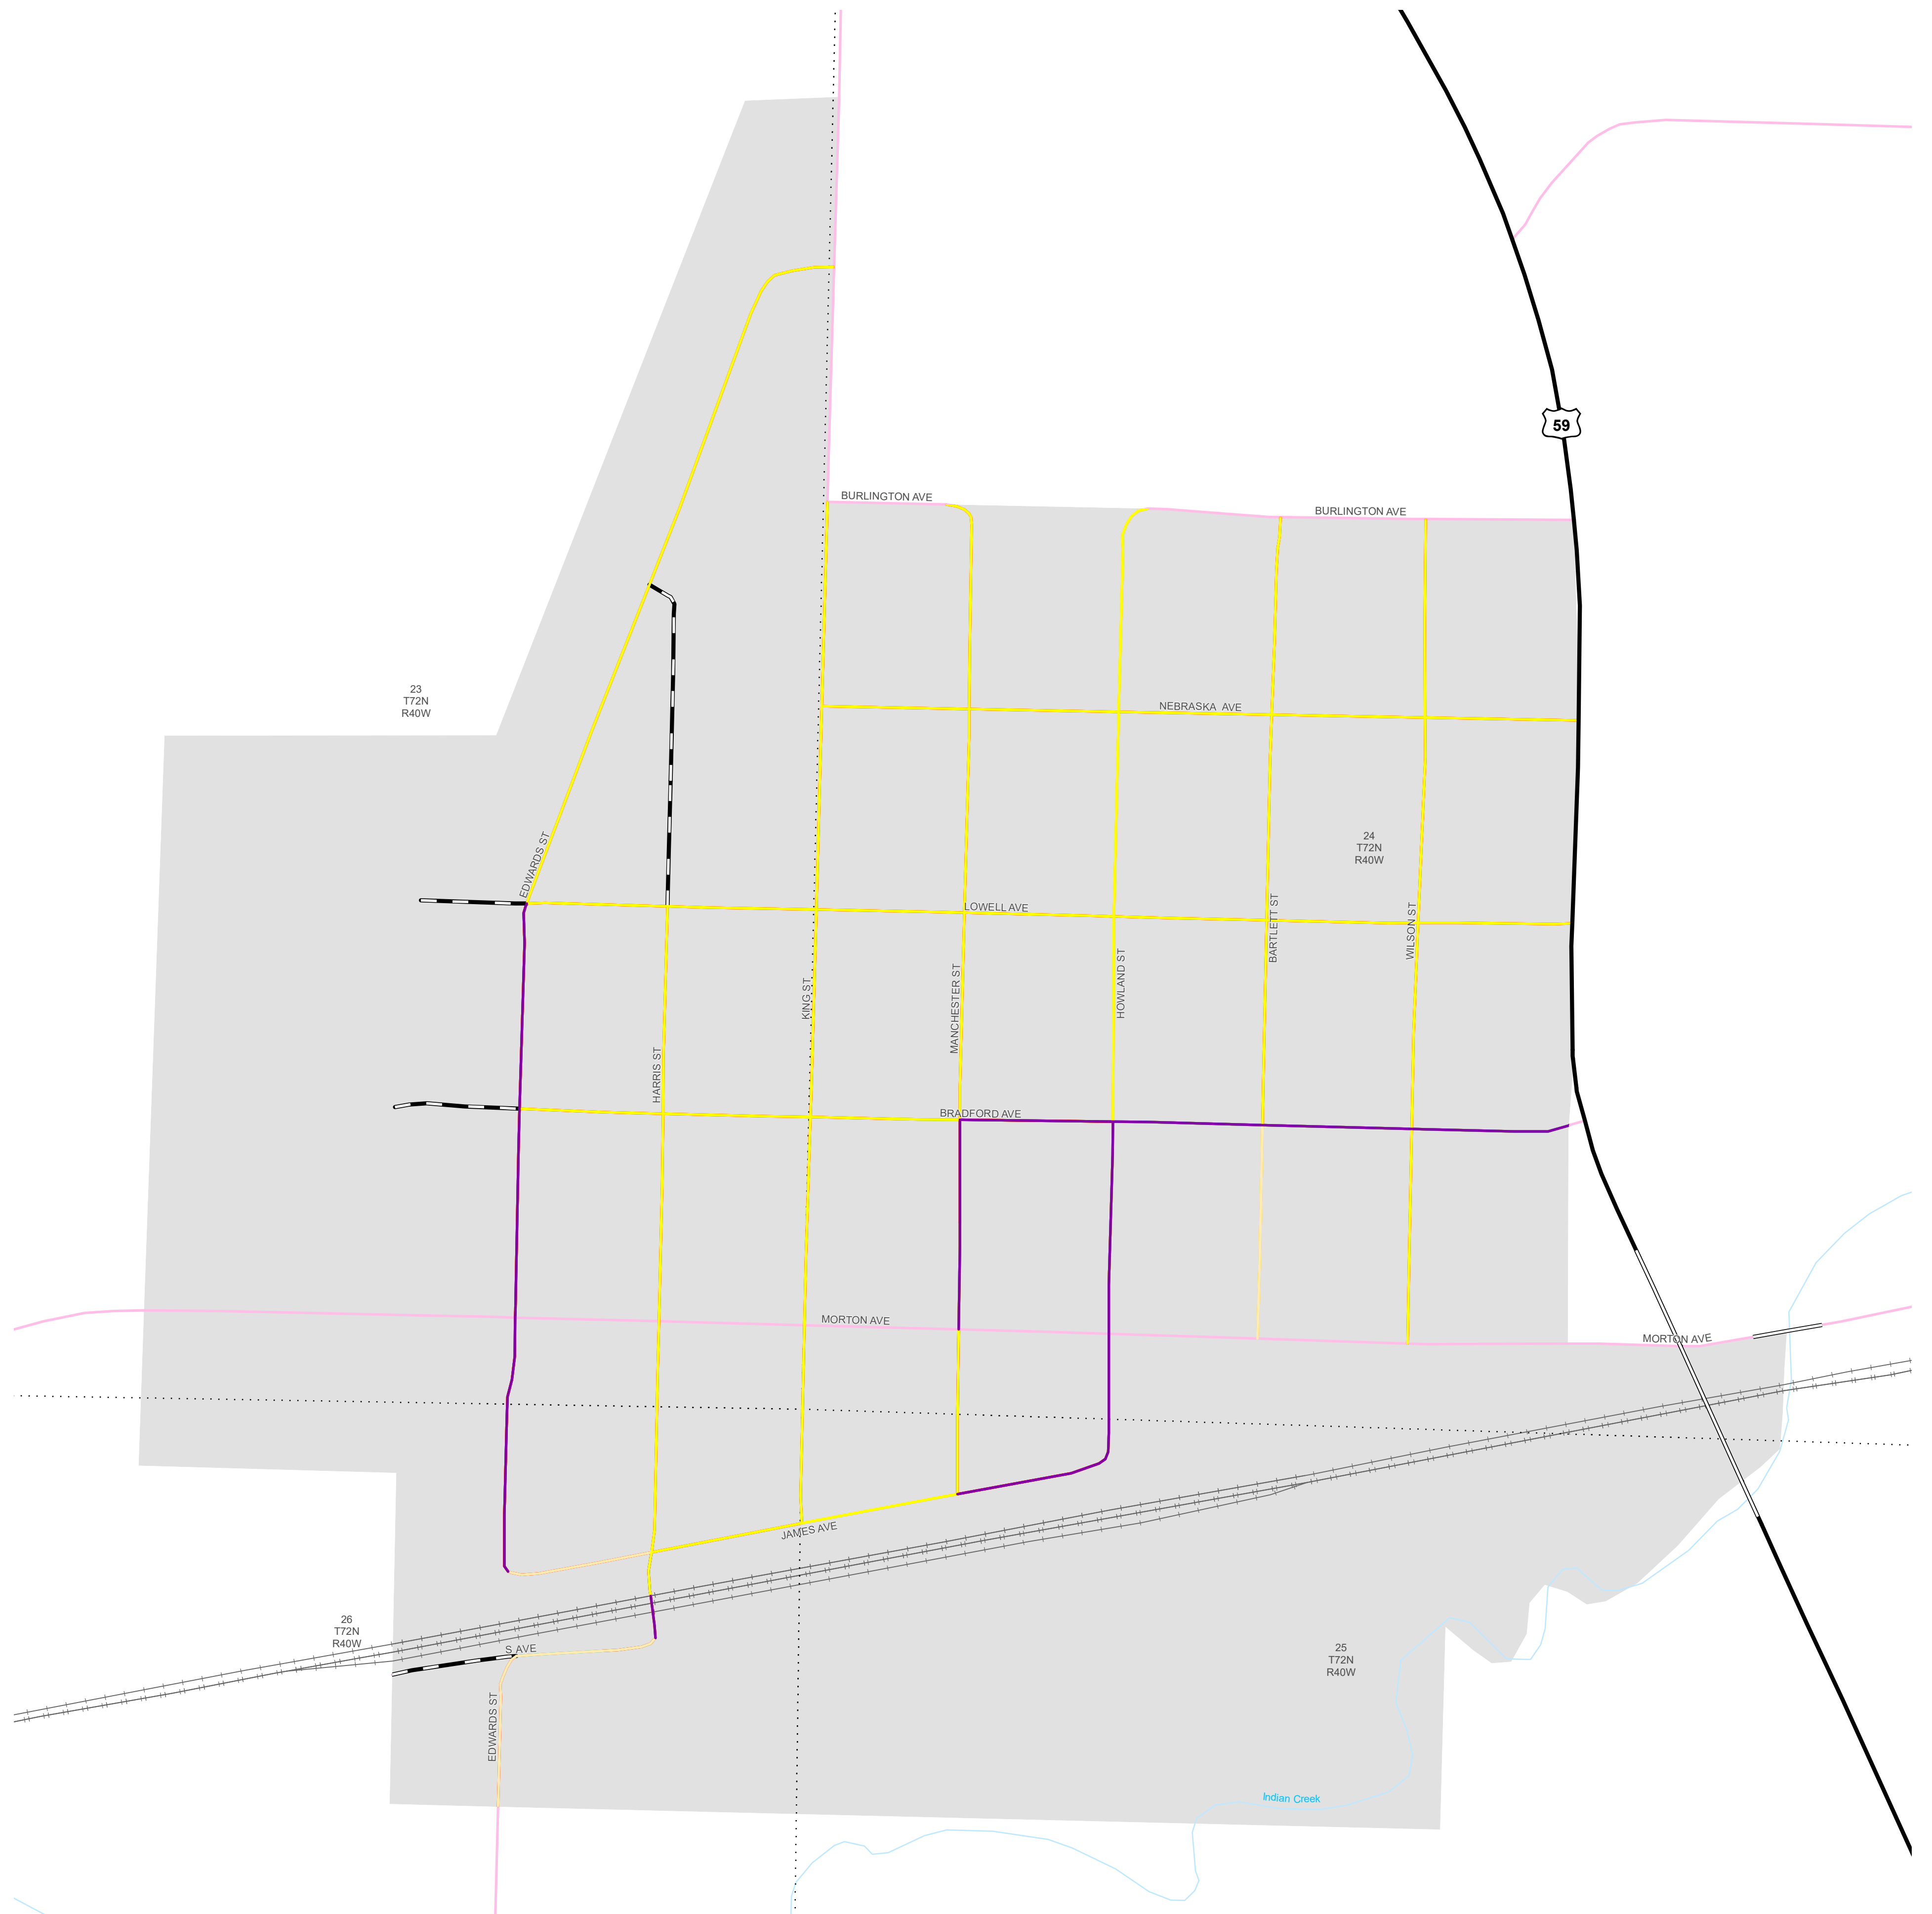 59
BURLINGTON AVE
BURLINGTON AVE
23
T72N
R40W
NEBRASKA  AVE
24
T72N
R40W
EDWARDS ST
LOWELL AVE
BARTLETT ST
WILSON ST
KING ST
MANCHESTER ST
HOWLAND ST
HARRIS ST
BRADFORD AVE
MORTON AVE
MORTON AVE
JAMES AVE
26
T72N
R40W
S AVE
25
T72N
R40W
EDWARDS ST
Indian Creek